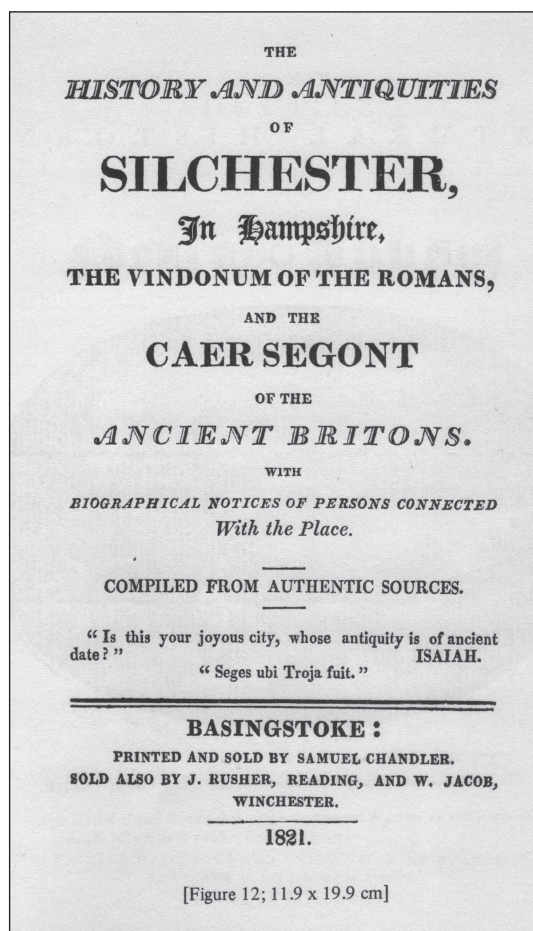 THE
HISTORY AND ANTIQUITIES
OF
SILCHESTER,
In Hampshire,
THE VINDONUM OF THE ROMANS,
AND THE
CAER SEGONT
OF THE
ANCIENT BRITONS.
WITH
BIOGRAPHICAL NOTICES OF PERSONS CONNECTED
With the Place.
COMPILED FROM AUTHENTIC SOURCES.
" Is this your joyous city, whose antiquity is of ancient
date ? " ISAIAH.
" Seges ubi Troja fuit. "
BASINGSTOKE :
PRINTED AND SOLD BY SAMUEL CHANDLER.
SOLD ALSO BY J. RUSHER, READING, AND W. JACOB,
WINCHESTER.
1821.
[Figure 12; 11.9 x 19.9 cm]